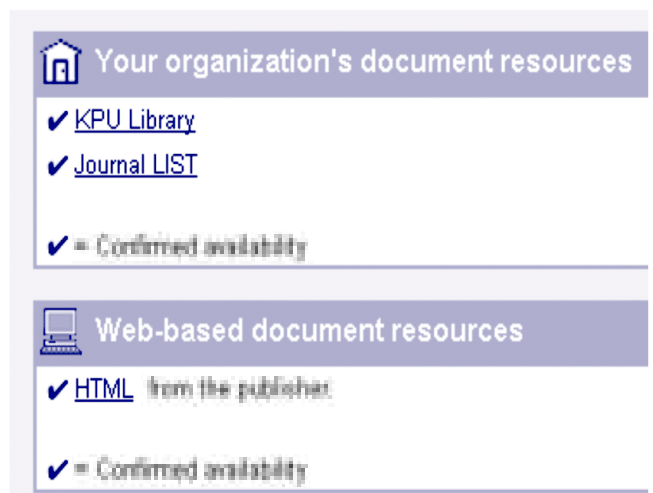 Your organization's document resources
✔ KPU Library
✔ Journal LIST
✔ = Confirmed availability
Web-based document resources
✔ HTML from the publisher.
✔ = Confirmed availability